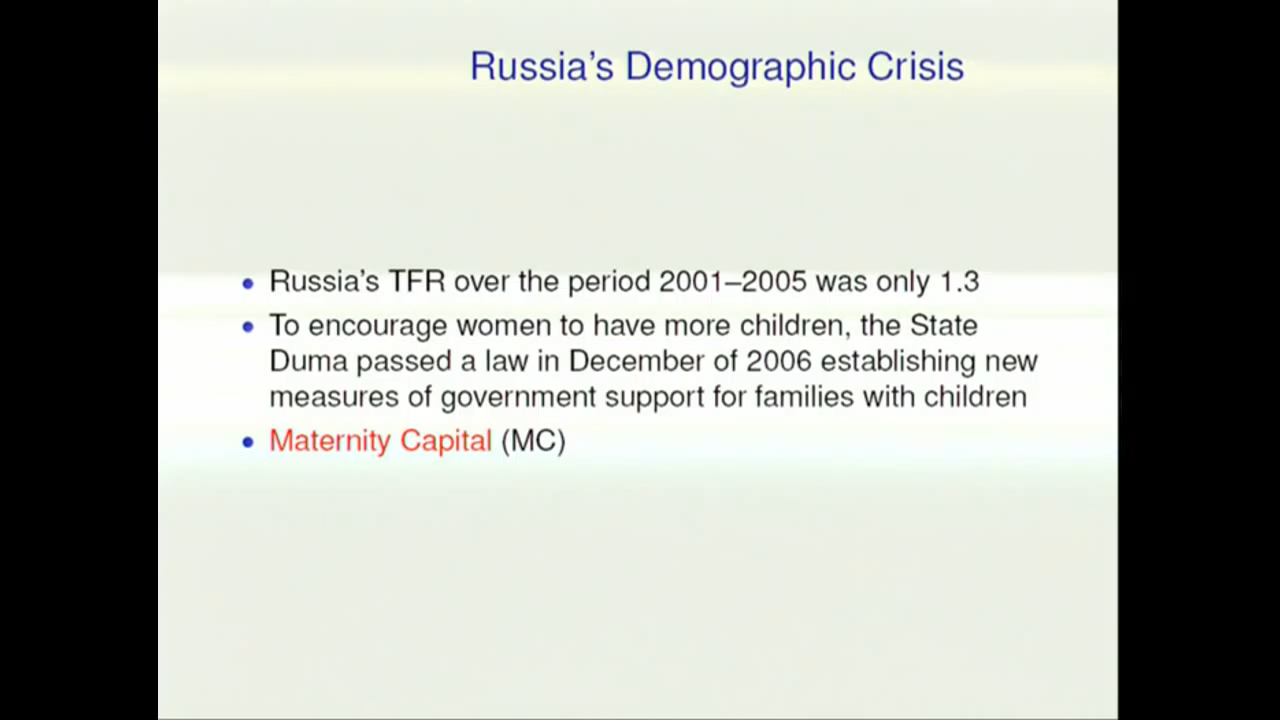 Russia's Demographic Crisis
Russia's TFR over the period 2001–2005 was only 1.3
To encourage women to have more children, the State
Duma passed a law in December of 2006 establishing new
measures of government support for families with children
Maternity Capital (MC)